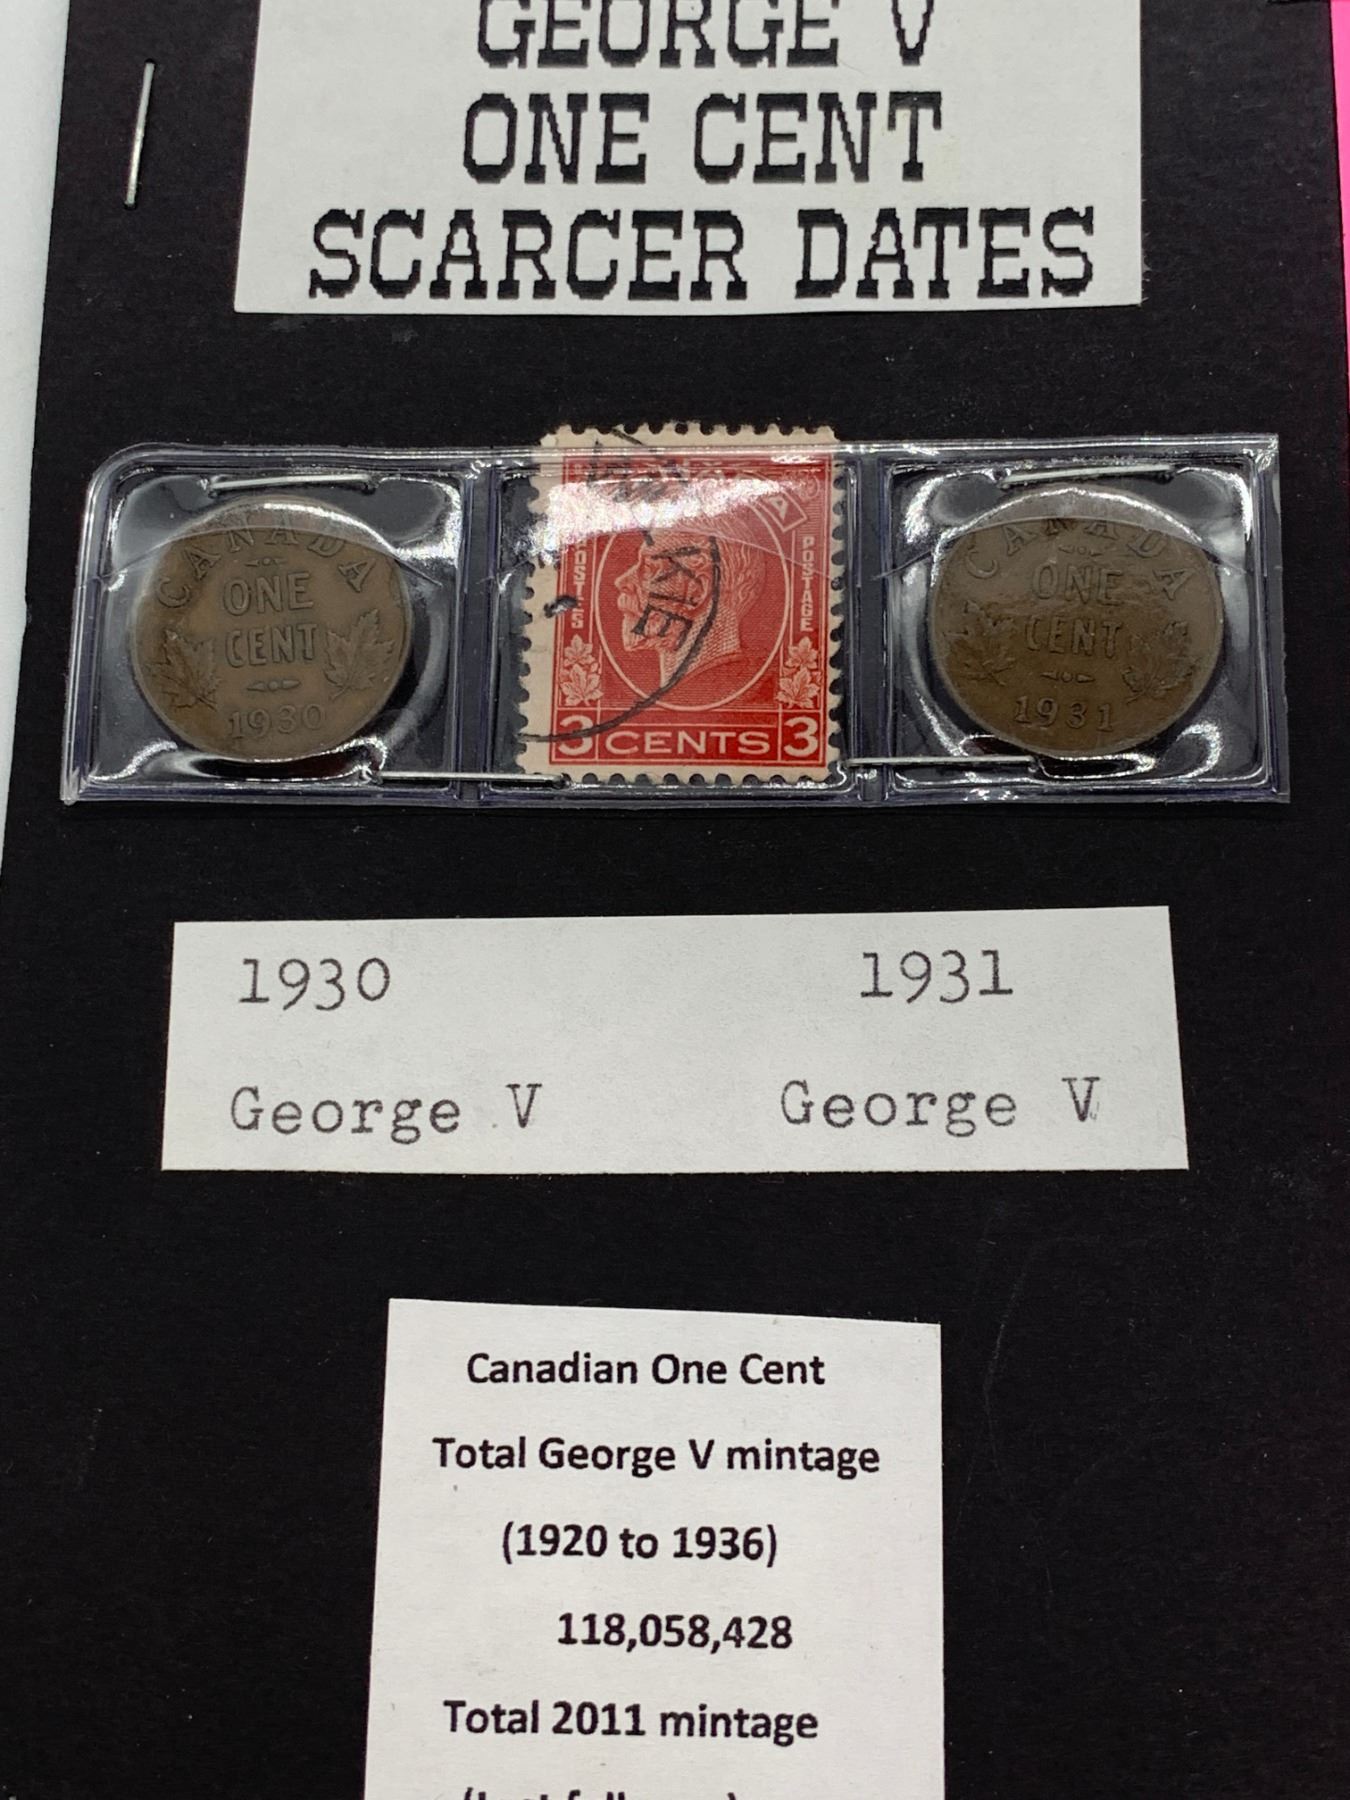 GEORGE V
ONE CENT
SCARCER DATES
CANADA
ONE
CENT
1930
POSTES
POSTAGE
3 CENTS 3
CANADA
ONE
CENT
1931
1930 1931
George V George V
Canadian One Cent
Total George V mintage
(1920 to 1936)
118,058,428
Total 2011 mintage